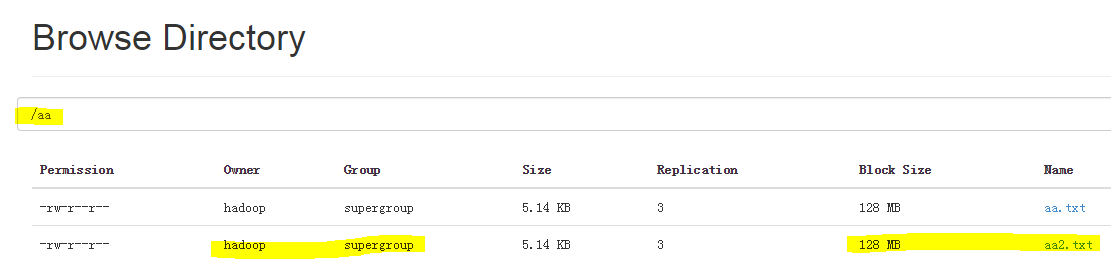 Browse Directory
/aa
Permission Owner Group Size Replication Block Size Name
-rw-r--r-- hadoop supergroup 5.14 KB 3 128 MB aa.txt
-rw-r--r-- hadoop supergroup 5.14 KB 3 128 MB aa2.txt